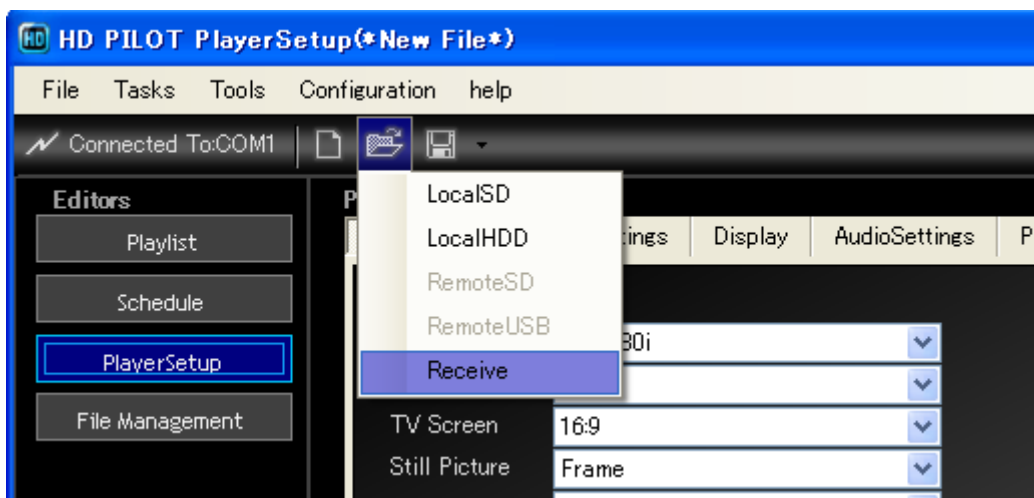 HD PILOT PlayerSetup(*New File*)
File Tasks Tools Configuration help
Connected To:COM1
Editors
Playlist
Schedule
PlayerSetup
File Management
LocalSD
LocalHDD
RemoteSD
RemoteUSB
Receive
Display AudioSettings
TV Screen 16:9
Still Picture Frame